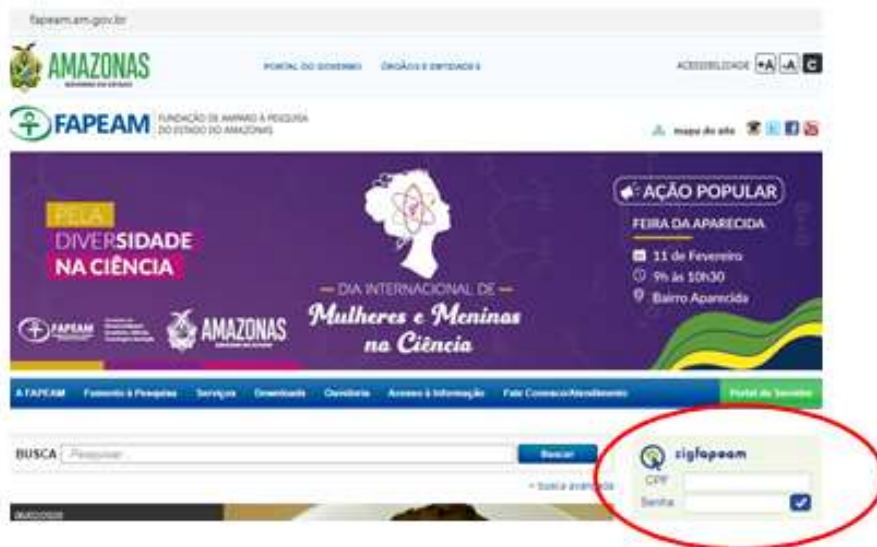 fapeam.am.gov.br
AMAZONAS
PORTAL DO GOVERNO ÓRGÃOS E ENTIDADES
ACESSIBILIDADE +A -A C
FAPEAM
FUNDAÇÃO DE AMPARO À PESQUISA
DO ESTADO DO AMAZONAS
mapa do site
PELA
DIVERSIDADE
NA CIÊNCIA
FAPEAM
AMAZONAS
DIA INTERNACIONAL DE
Mulheres e Meninas
na Ciência
AÇÃO POPULAR
FEIRA DA APARECIDA
11 de Fevereiro
9h às 10h30
Bairro Aparecida
A FAPEAM Fomento à Pesquisa Serviços Downloads Ouvidoria Acesso à Informação Fale Conosco/Atendimento Portal do Servidor
BUSCA Pesquisar... Buscar
+ busca avançada
sigfapeam
CPF
Senha